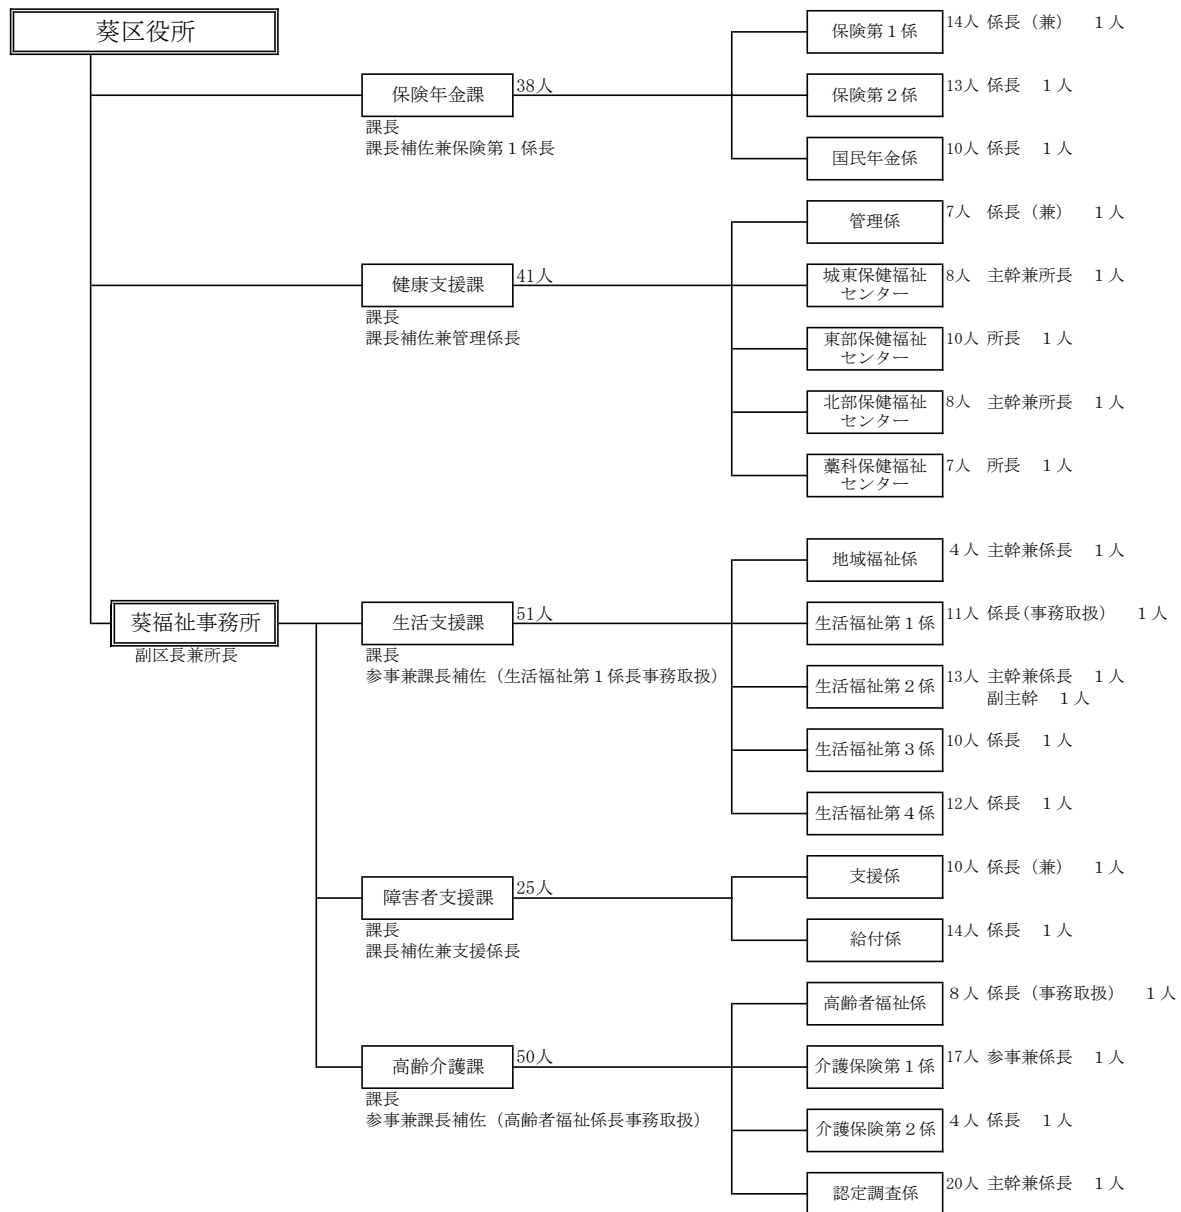 葵区役所
保険年金課 38人
課長
課長補佐兼保険第１係長
保険第１係 14人 係長（兼） １人
保険第２係 13人 係長 １人
国民年金係 10人 係長 １人
健康支援課 41人
課長
課長補佐兼管理係長
管理係 7人 係長（兼） １人
城東保健福祉
センター 8人 主幹兼所長 １人
東部保健福祉
センター 10人 所長 １人
北部保健福祉
センター 8人 主幹兼所長 １人
藁科保健福祉
センター 7人 所長 １人
葵福祉事務所
副区長兼所長
生活支援課 51人
課長
参事兼課長補佐（生活福祉第１係長事務取扱）
地域福祉係 ４人 主幹兼係長 １人
生活福祉第１係 11人 係長(事務取扱) １人
生活福祉第２係 13人 主幹兼係長 １人
副主幹 １人
生活福祉第３係 10人 係長 １人
生活福祉第４係 12人 係長 １人
障害者支援課 25人
課長
課長補佐兼支援係長
支援係 10人 係長（兼） １人
給付係 14人 係長 １人
高齢介護課 50人
課長
参事兼課長補佐（高齢者福祉係長事務取扱）
高齢者福祉係 ８人 係長（事務取扱） １人
介護保険第１係 17人 参事兼係長 １人
介護保険第２係 ４人 係長 １人
認定調査係 20人 主幹兼係長 １人